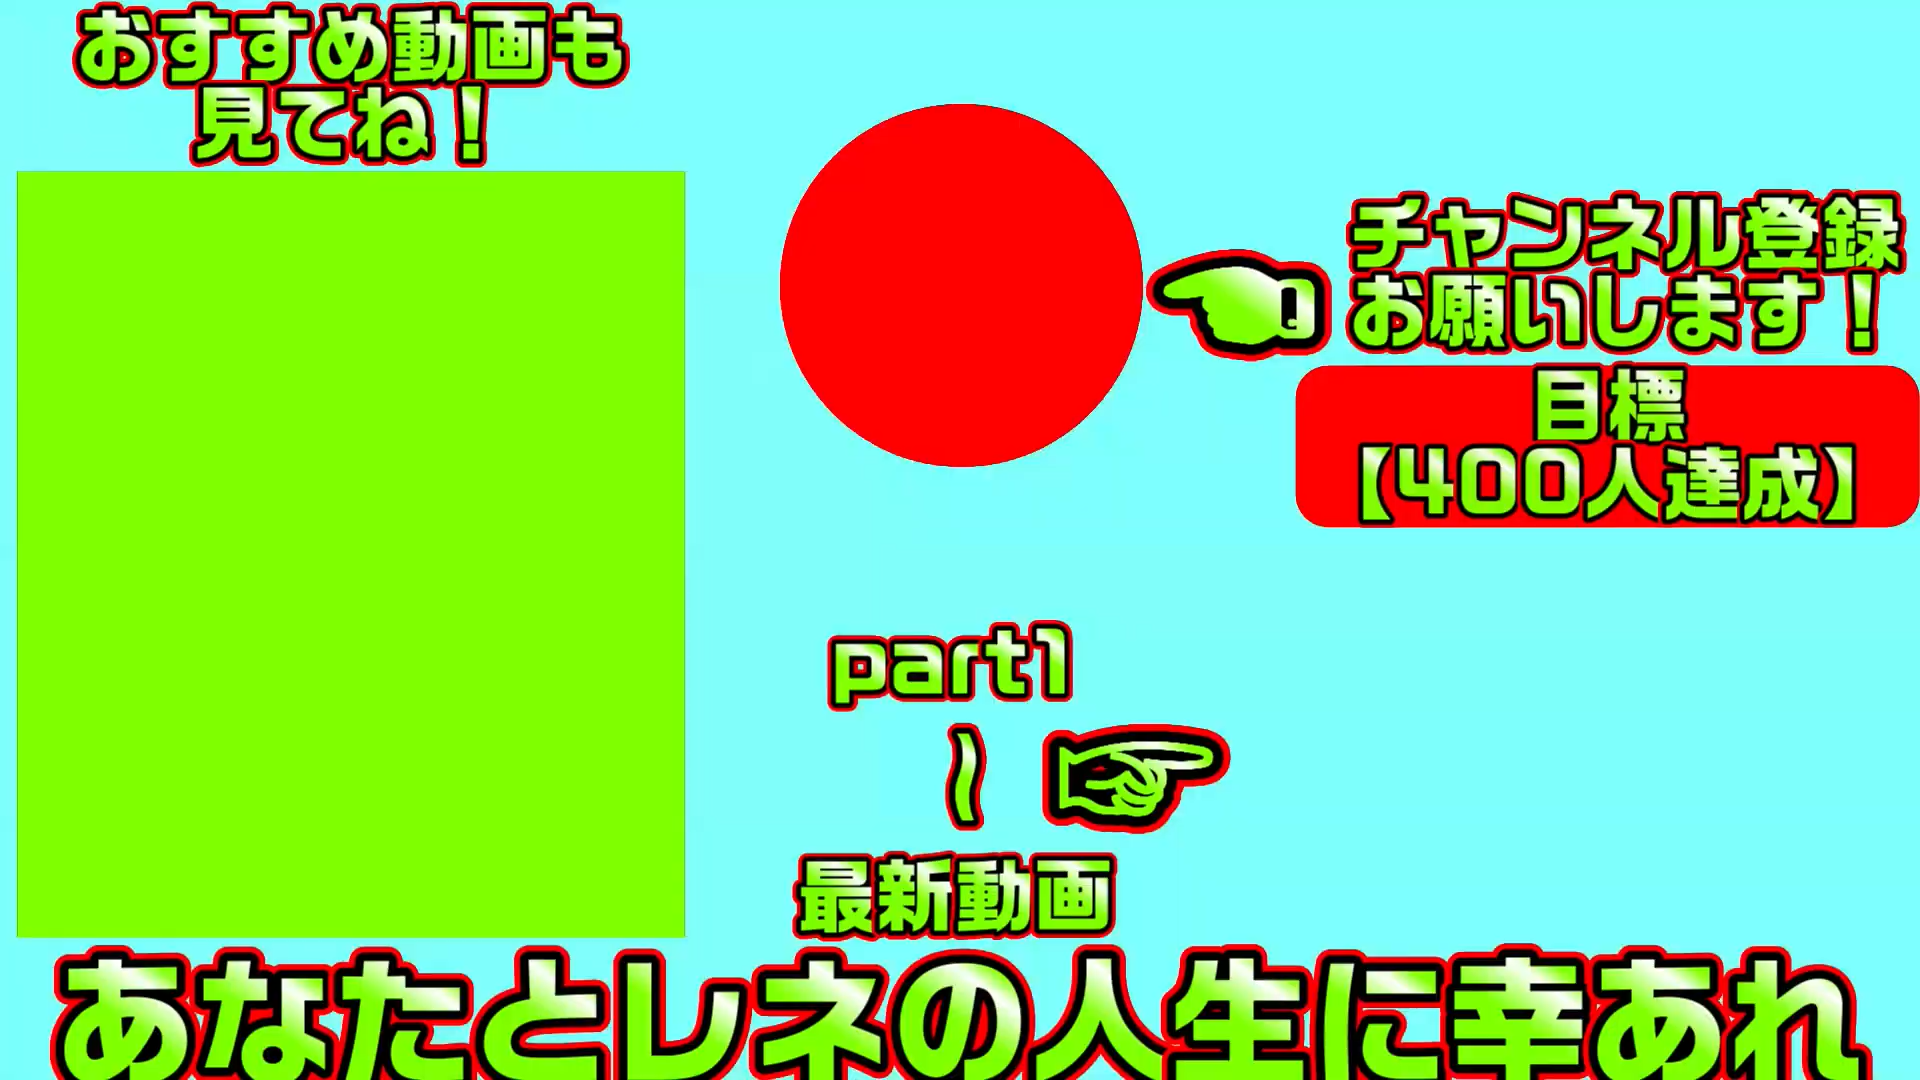 おすすめ動画も
見てね！
チャンネル登録
お願いします！
目標
【400人達成】
part1
〜
最新動画
あなたとレネの人生に幸あれ